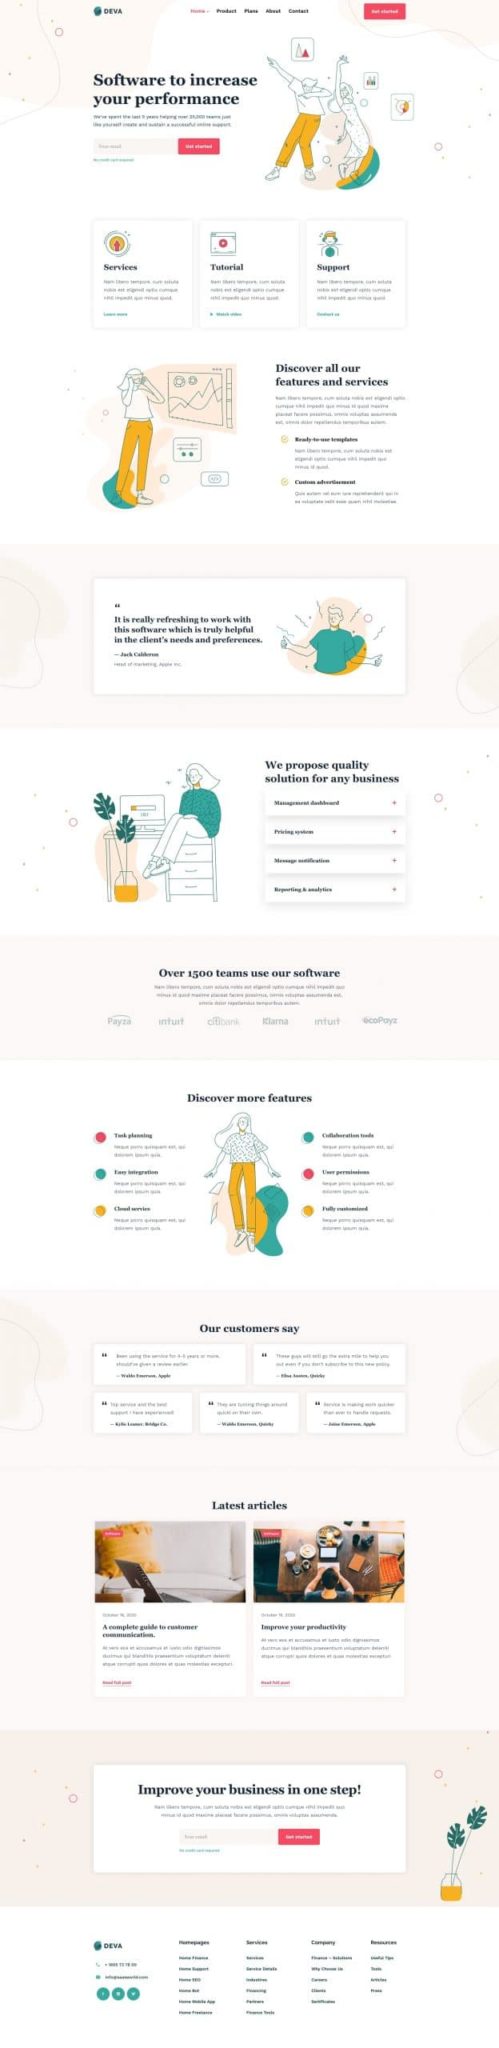 DEVA
Home
Product
Plans
About
Contact
Get started
Software to increase
your performance
We've spent the last 9 years helping over 20,000 teams just
like yourself create and sustain a successful online support.
Your email
Get started
No credit card required
Services
Nam libero tempore, cum soluta
nobis est eligendi optio cumque
nihil impedit quo minus quod.
Learn more
Tutorial
Nam libero tempore, cum soluta
nobis est eligendi optio cumque
nihil impedit quo minus quod.
Watch video
Support
Nam libero tempore, cum soluta
nobis est eligendi optio cumque
nihil impedit quo minus quod.
Contact us
Discover all our
features and services
Nam libero tempore, cum soluta nobis est eligendi optio
cumque nihil impedit quo minus id quod maxime
placeat facere possimus, omnis voluptas assumenda
est, omnis dolor repellendus temporibus autem.
Ready-to-use templates
Nam libero tempore, cum soluta nobis est
eligendi optio cumque nihil impedit quo
minus id quod.
Custom advertisement
Quis autem vel eum iure reprehenderit qui in
ea voluptate velit esse quam nihil molestiae.
“
It is really refreshing to work with
this software which is truly helpful
in the client's needs and preferences.
— Jack Calderon
Head of marketing, Apple Inc.
We propose quality
solution for any business
Management dashboard +
Pricing system +
Message notification +
Reporting & analytics +
Over 1500 teams use our software
Nam libero tempore, cum soluta nobis est eligendi optio cumque nihil impedit quo
minus id quod maxime placeat facere possimus, omnis voluptas assumenda est,
omnis dolor repellendus temporibus autem.
Payza
intuit
citibank
Klarna
intuit
ecoPayz
Discover more features
Task planning
Neque porro quisquam est, qui
dolorem ipsum quia.
Easy integration
Neque porro quisquam est, qui
dolorem ipsum quia.
Cloud service
Neque porro quisquam est, qui
dolorem ipsum quia.
Collaboration tools
Neque porro quisquam est, qui
dolorem ipsum quia.
User permissions
Neque porro quisquam est, qui
dolorem ipsum quia.
Fully customized
Neque porro quisquam est, qui
dolorem ipsum quia.
Our customers say
“ Been using the service for 4-5 years or more,
should've given a review earlier.
— Waldo Emerson, Apple
“ These guys will tell go the extra mile to help you
out even if you don't subscribe to this new policy.
— Elisa Austen, Quicky
“ Top service and the best
support I have experienced!
— Kylie Leamer, Bridge Co.
“ They are turning things around
quickl on their own.
— Waldo Emerson, Quicky
“ Service is making work quicker
than ever to handle requests.
— Jaine Emerson, Apple
Latest articles
Software
October 16, 2020
A complete guide to customer
communication.
At vero eos et accusamus et iusto odio dignissimos
ducimus qui blanditiis praesentium voluptatum deleniti
atque corrupti quos dolores et quas molestias excepturi.
Read full post
Software
October 16, 2020
Improve your productivity
At vero eos et accusamus et iusto odio dignissimos
ducimus qui blanditiis praesentium voluptatum deleniti
atque corrupti quos dolores et quas molestias excepturi.
Read full post
Improve your business in one step!
Nam libero tempore, cum soluta nobis est eligendi optio cumque nihil impedit quo
minus id quod maxime placeat facere possimus, omnis voluptas assumenda.
Your email
Get started
No credit card required
DEVA
info@saasworld.com
Homepages
Home Finance
Home Support
Home SEO
Home Bot
Home Mobile App
Home Freelance
Services
Services
Service Details
Industries
Financing
Partners
Finance Tools
Company
Finance – Solutions
Why Choose Us
Careers
Clients
Certificates
Resources
Useful Tips
Tools
Articles
Press